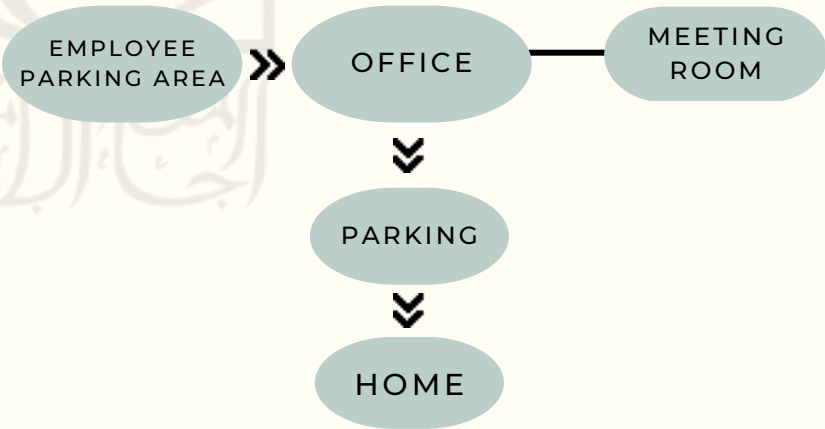 EMPLOYEE
PARKING AREA
OFFICE
MEETING
ROOM
PARKING
HOME